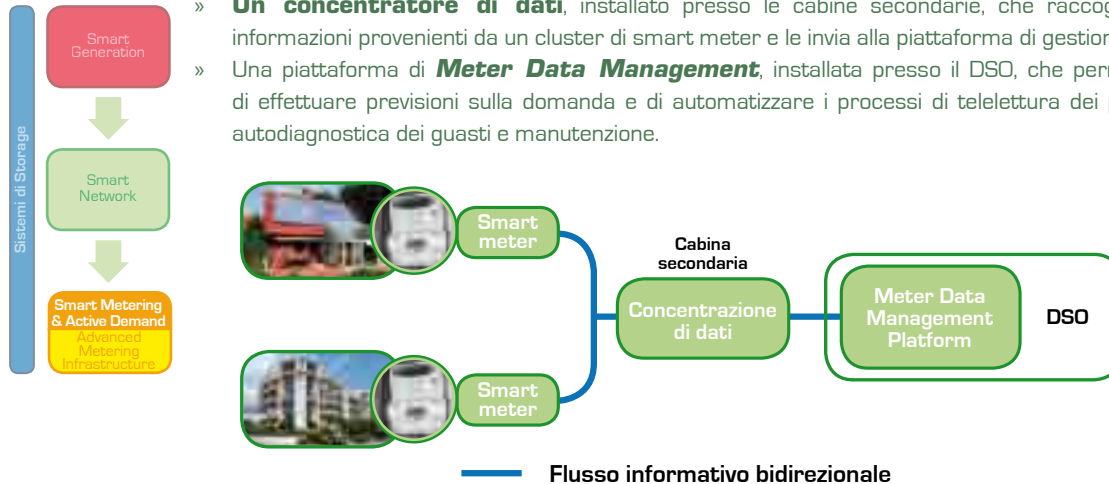 » Un concentratore di dati, installato presso le cabine secondarie, che
informazioni provenienti da un cluster di smart meter e le invia alla piattaforma di
» Una piattaforma di Meter Data Management, installata presso il DSO, che
di effettuare previsioni sulla domanda e di automatizzare i processi di telelettura dei
autodiagnostica dei guasti e manutenzione.
Sistemi di Storage
Smart
Generation
Smart
Network
Smart Metering
& Active Demand
Advanced
Metering
Infrastructure
Smart
meter
Smart
meter
Cabina
secondaria
Concentrazione
di dati
Meter Data
Management
Platform
DSO
Flusso informativo bidirezionale